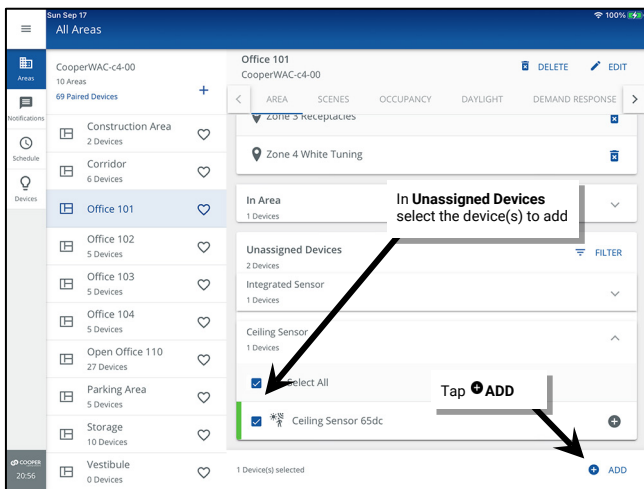 Sun Sep 17
100%
All Areas
Areas
Notifications
Schedule
Devices
COOPER
20:56
CooperWAC-c4-00
10 Areas
69 Paired Devices
+
Construction Area
2 Devices
Corridor
6 Devices
Office 101
Office 102
5 Devices
Office 103
5 Devices
Office 104
5 Devices
Open Office 110
27 Devices
Parking Area
5 Devices
Storage
10 Devices
Vestibule
0 Devices
Office 101
CooperWAC-c4-00
DELETE
EDIT
AREA SCENES OCCUPANCY DAYLIGHT DEMAND RESPONSE
Zone 3 Receptacles
Zone 4 White Tuning
In Area
1 Devices
In Unassigned Devices
select the device(s) to add
Unassigned Devices
2 Devices
FILTER
Integrated Sensor
1 Devices
Ceiling Sensor
1 Devices
Select All
Tap ADD
Ceiling Sensor 65dc
1 Device(s) selected
ADD